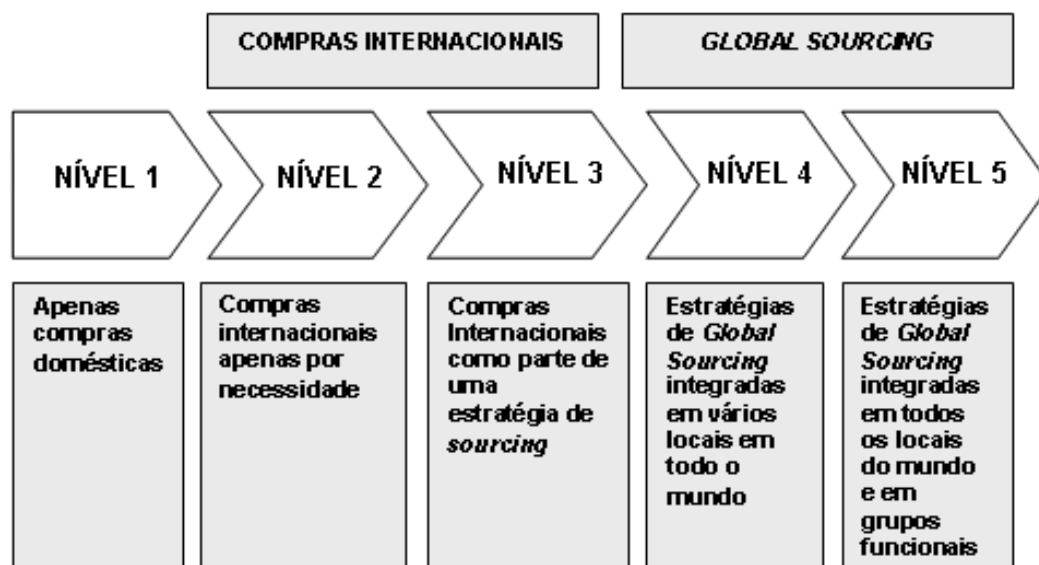 COMPRAS INTERNACIONAIS
GLOBAL SOURCING
NÍVEL 1
NÍVEL 2
NÍVEL 3
NÍVEL 4
NÍVEL 5
Apenas
compras
domésticas
Compras
internacionais
apenas por
necessidade
Compras
Internacionais
como parte de
uma
estratégia de
sourcing
Estratégias
de Global
Sourcing
integradas
em vários
locais em
todo o
mundo
Estratégias
de Global
Sourcing
integradas
em todos
os locais
do mundo
e em
grupos
funcionais